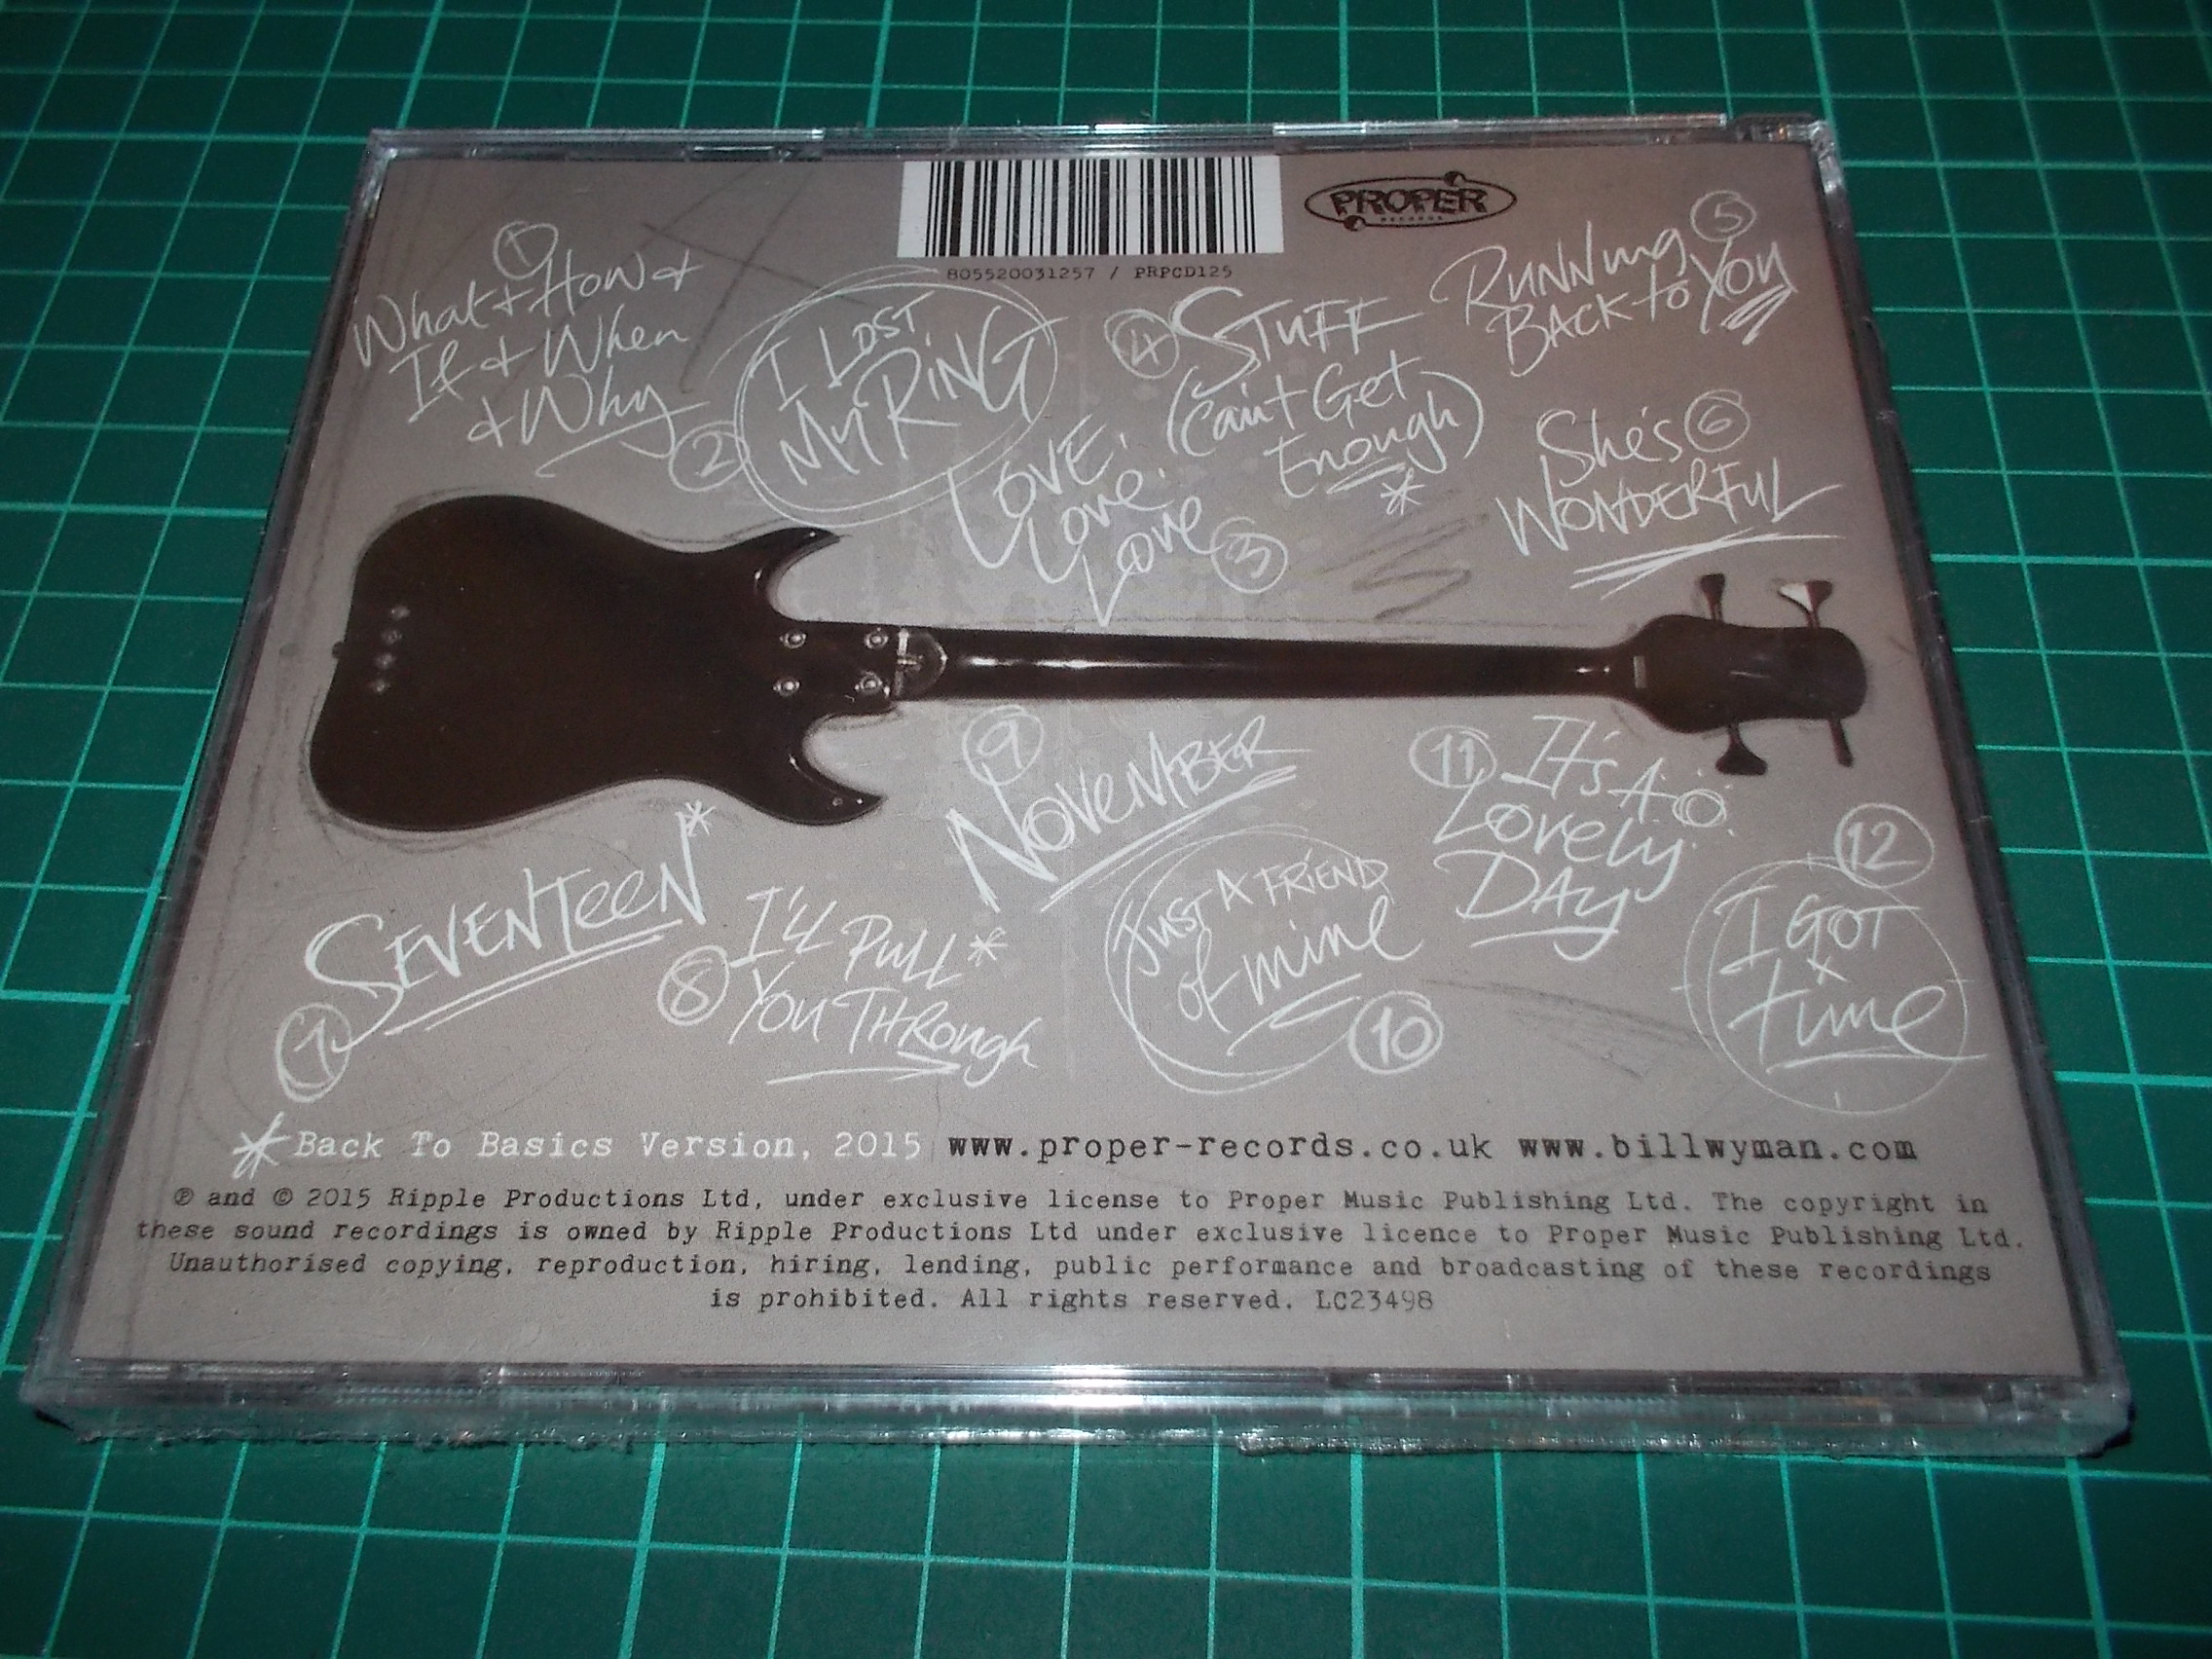 PROPER
RECORDS
805520031257 / PRPCD125
1
What + How +
If + When
+ Why
2
I LOST
My RiNG
LOVE.
Love.
Love 3
4 STUFF
(Can't Get
Enough)
*
RUNNing 5
BACK to You
She's 6
WONDERFUL
SEVENTeeN *
7
8 I'll PULL *
You THRough
9
NoveMBER
JUST A FRiEND
of mine
10
11 It's A
Lovely
DAy
12
I GOT
time
* Back To Basics Version, 2015 www.proper-records.co.uk www.billwyman.com
℗ and © 2015 Ripple Productions Ltd, under exclusive license to Proper Music Publishing Ltd. The copyright in
these sound recordings is owned by Ripple Productions Ltd under exclusive licence to Proper Music Publishing Ltd.
Unauthorised copying, reproduction, hiring, lending, public performance and broadcasting of these recordings
is prohibited. All rights reserved. LC23498